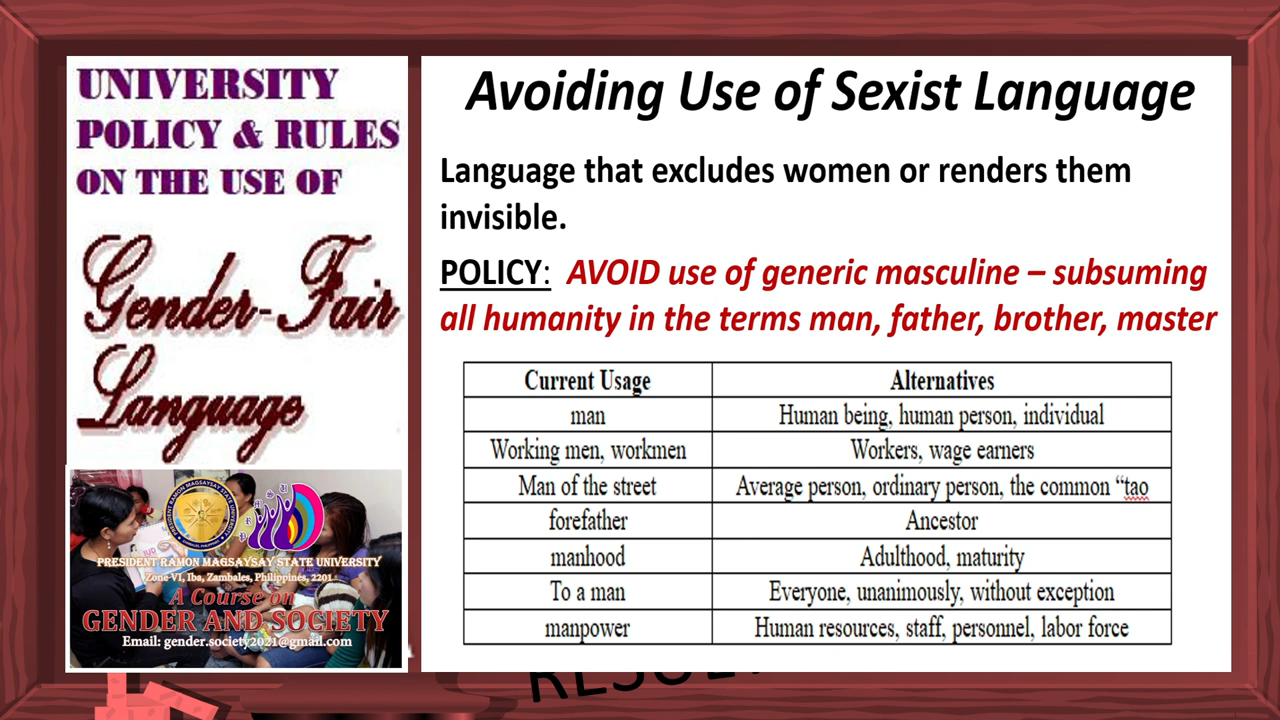 UNIVERSITY
POLICY & RULES
ON THE USE OF
Gender-Fair
Language
PRESIDENT RAMON MAGSAYSAY STATE UNIVERSITY
Zone-VI, Iba, Zambales, Philippines, 2201
A Course on
GENDER AND SOCIETY
Email: gender.society2021@gmail.com
Avoiding Use of Sexist Language
Language that excludes women or renders them
invisible.
POLICY: AVOID use of generic masculine – subsuming
all humanity in the terms man, father, brother, master
Current Usage Alternatives
man Human being, human person, individual
Working men, workmen Workers, wage earners
Man of the street Average person, ordinary person, the common “tao
forefather Ancestor
manhood Adulthood, maturity
To a man Everyone, unanimously, without exception
manpower Human resources, staff, personnel, labor force